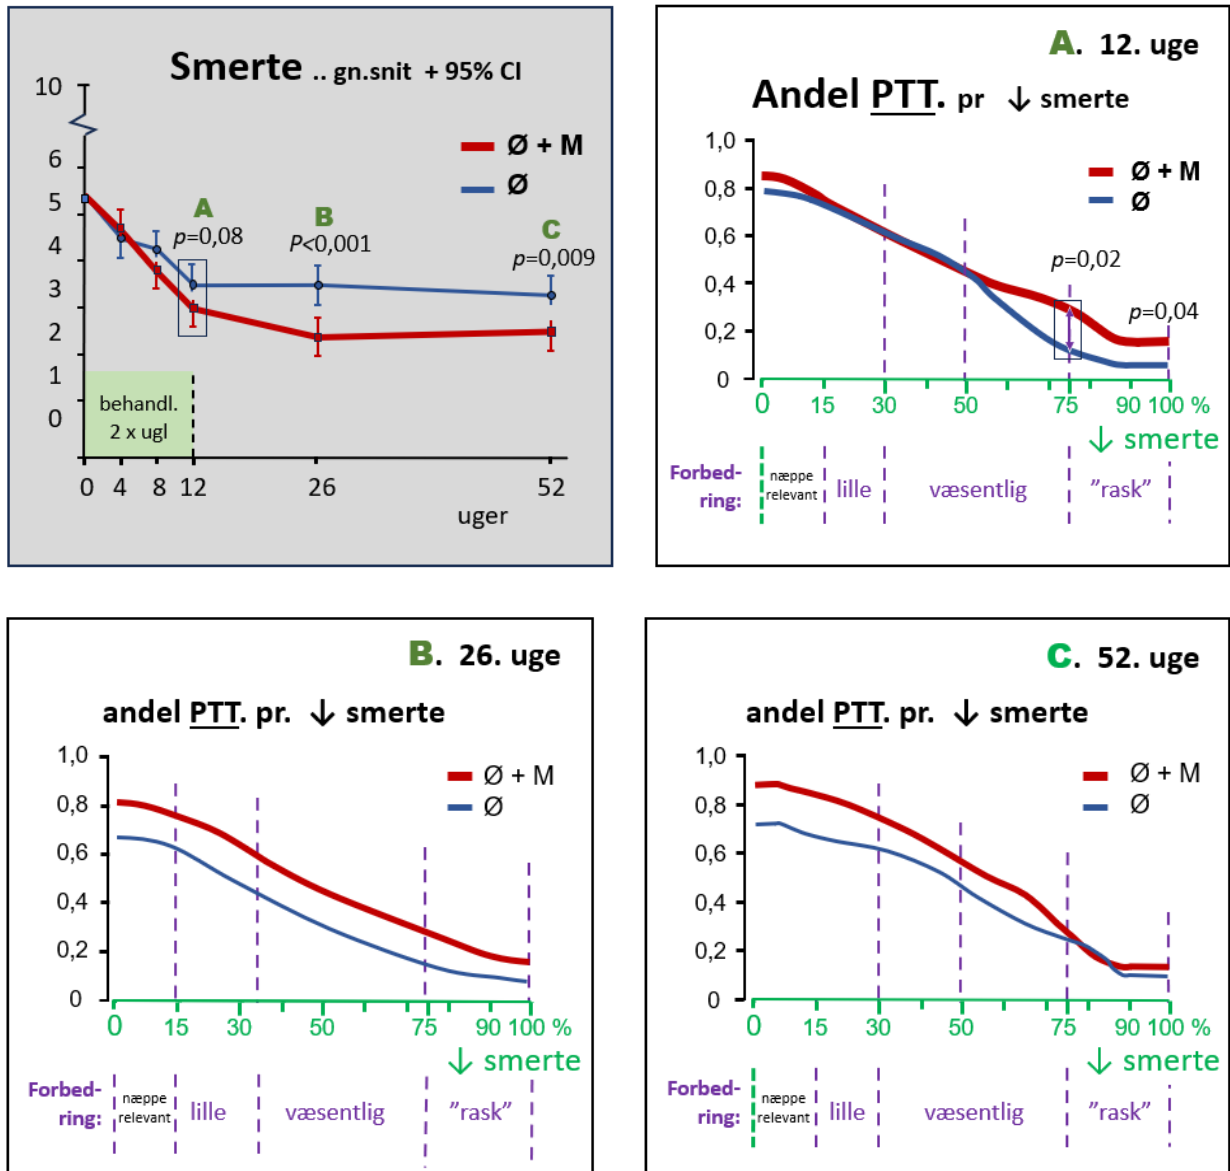 Smerte .. gn.snit + 95% CI
10
6
5
4
3
2
1
0
Ø + M
Ø
A
p=0,08
B
P<0,001
C
p=0,009
behandl.
2 x ugl
0 4 8 12 26 52
uger
A. 12. uge
Andel PTT. pr ↓ smerte
1,0
0,8
0,6
0,4
0,2
0
Ø + M
Ø
p=0,02
p=0,04
0 15 30 50 75 90 100 %
↓ smerte
Forbed-
ring:
næppe
relevant
lille
væsentlig
”rask”
B. 26. uge
andel PTT. pr. ↓ smerte
1,0
0,8
0,6
0,4
0,2
0
Ø + M
Ø
0 15 30 50 75 90 100 %
↓ smerte
Forbed-
ring:
næppe
relevant
lille
væsentlig
”rask”
C. 52. uge
andel PTT. pr. ↓ smerte
1,0
0,8
0,6
0,4
0,2
0
Ø + M
Ø
0 15 30 50 75 90 100 %
↓ smerte
Forbed-
ring:
næppe
relevant
lille
væsentlig
”rask”